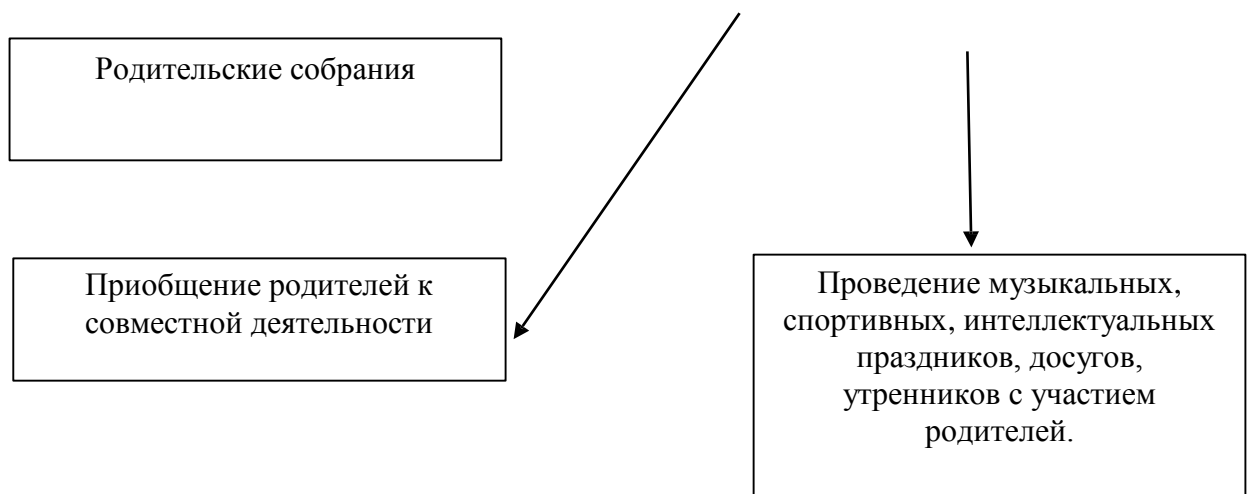 Родительские собрания
Приобщение родителей к
совместной деятельности
Проведение музыкальных,
спортивных, интеллектуальных
праздников, досугов,
утренников с участием
родителей.